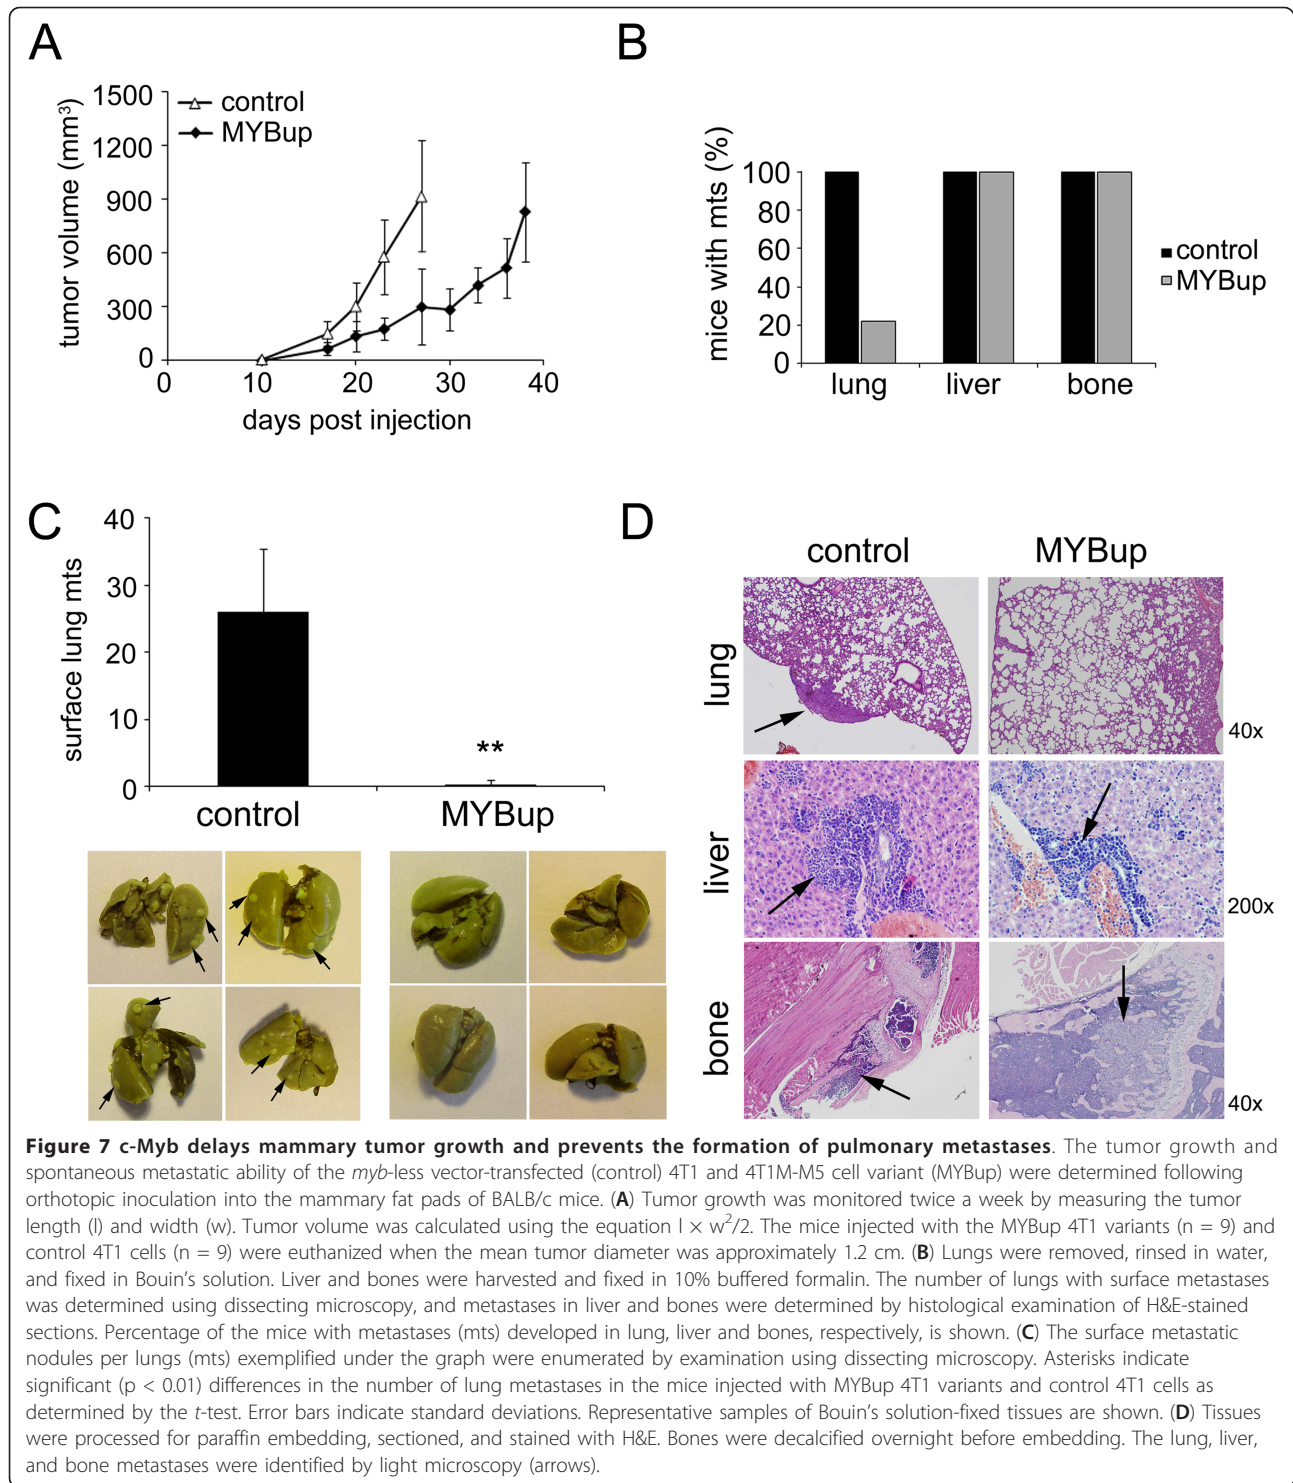 A
1500
1200
900
600
300
0
tumor volume (mm³)
control
MYBup
0 10 20 30 40
days post injection
B
100
80
60
40
20
0
mice with mts (%)
lung liver bone
control
MYBup
C
40
30
20
10
0
surface lung mts
**
control MYBup
D
control MYBup
lung
40x
liver
200x
bone
40x
Figure 7 c-Myb delays mammary tumor growth and prevents the formation of pulmonary metastases. The tumor growth and
spontaneous metastatic ability of the myb-less vector-transfected (control) 4T1 and 4T1M-M5 cell variant (MYBup) were determined following
orthotopic inoculation into the mammary fat pads of BALB/c mice. (A) Tumor growth was monitored twice a week by measuring the tumor
length (l) and width (w). Tumor volume was calculated using the equation l × w²/2. The mice injected with the MYBup 4T1 variants (n = 9) and
control 4T1 cells (n = 9) were euthanized when the mean tumor diameter was approximately 1.2 cm. (B) Lungs were removed, rinsed in water,
and fixed in Bouin's solution. Liver and bones were harvested and fixed in 10% buffered formalin. The number of lungs with surface metastases
was determined using dissecting microscopy, and metastases in liver and bones were determined by histological examination of H&E-stained
sections. Percentage of the mice with metastases (mts) developed in lung, liver and bones, respectively, is shown. (C) The surface metastatic
nodules per lungs (mts) exemplified under the graph were enumerated by examination using dissecting microscopy. Asterisks indicate
significant (p < 0.01) differences in the number of lung metastases in the mice injected with MYBup 4T1 variants and control 4T1 cells as
determined by the t-test. Error bars indicate standard deviations. Representative samples of Bouin's solution-fixed tissues are shown. (D) Tissues
were processed for paraffin embedding, sectioned, and stained with H&E. Bones were decalcified overnight before embedding. The lung, liver,
and bone metastases were identified by light microscopy (arrows).